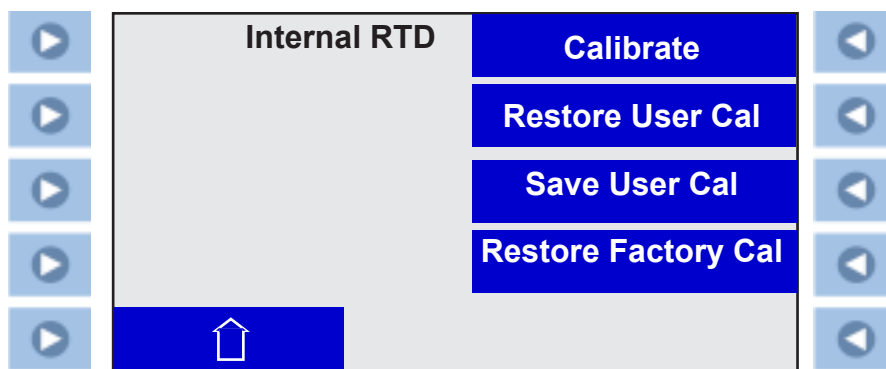 Internal RTD
Calibrate
Restore User Cal
Save User Cal
Restore Factory Cal